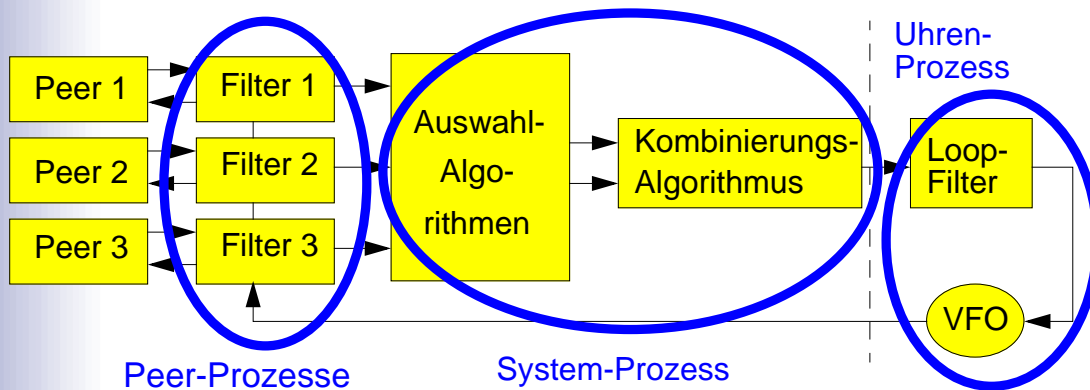 Uhren-
Prozess
Peer 1
Filter 1
Peer 2
Filter 2
Peer 3
Filter 3
Auswahl-
Algo-
rithmen
Kombinierungs-
Algorithmus
Loop-
Filter
VFO
Peer-Prozesse
System-Prozess